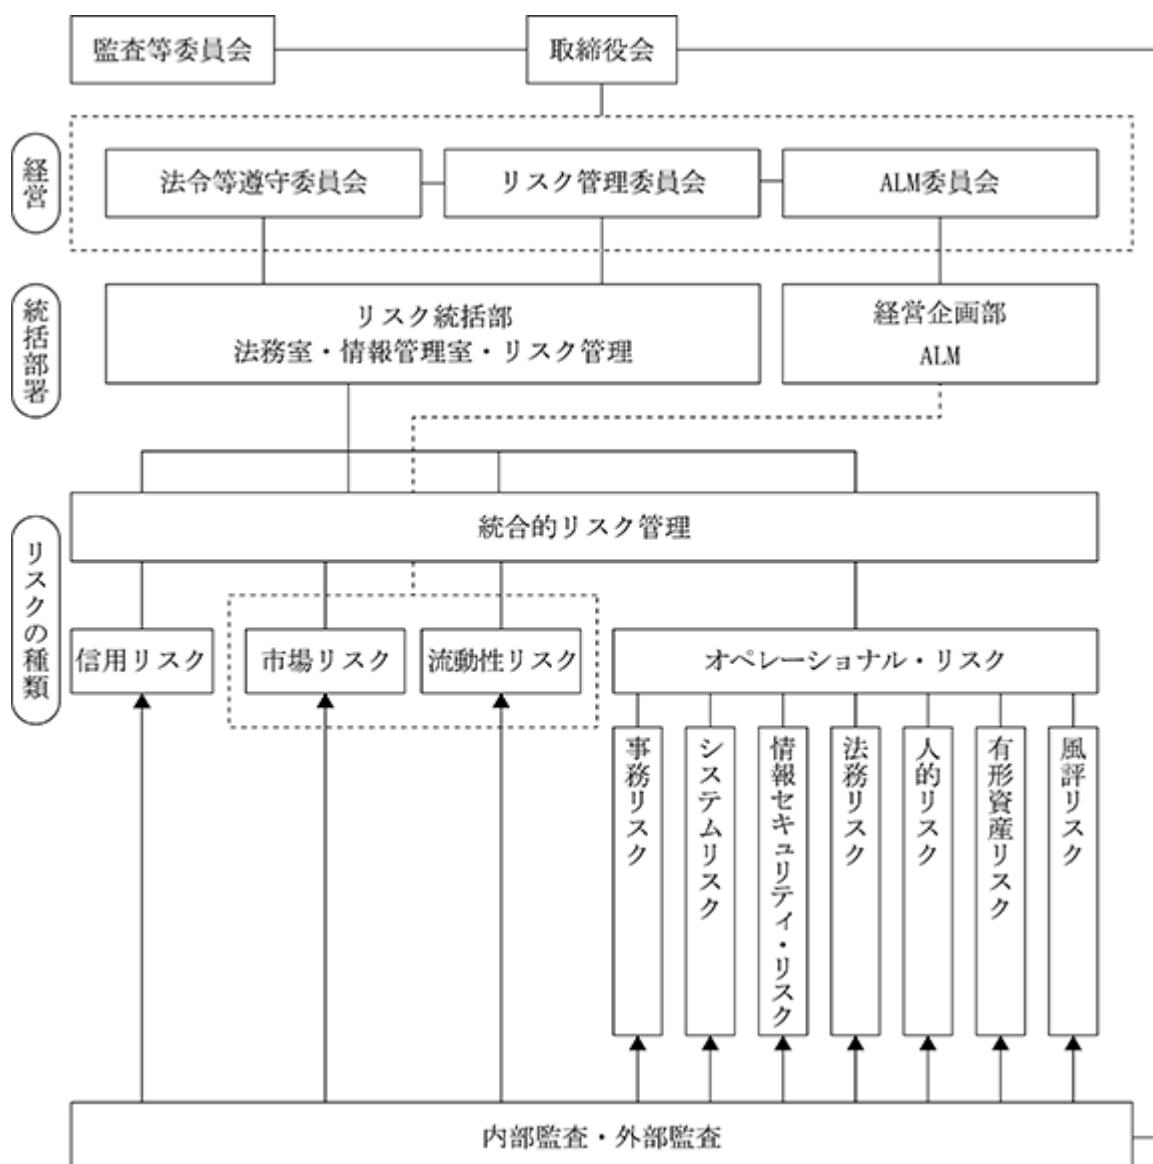 監査等委員会
取締役会
経営
法令等遵守委員会
リスク管理委員会
ALM委員会
統括部署
リスク統括部
法務室・情報管理室・リスク管理
経営企画部
ALM
統合的リスク管理
リスクの種類
信用リスク
市場リスク
流動性リスク
オペレーショナル・リスク
事務リスク
システムリスク
情報セキュリティ・リスク
法務リスク
人的リスク
有形資産リスク
風評リスク
内部監査・外部監査